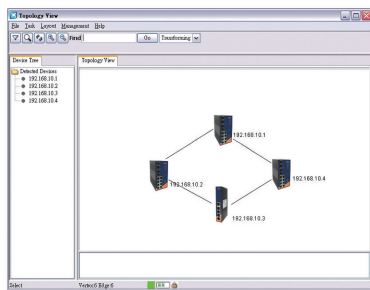 Topology View
File Task Layout Management Help
Find Go Transforming
Device Tree
Topology View
Detected Devices
192.168.10.1
192.168.10.2
192.168.10.3
192.168.10.4
192.168.10.1
192.168.10.2
192.168.10.4
192.168.10.3
Select Vertex:6 Edge:6